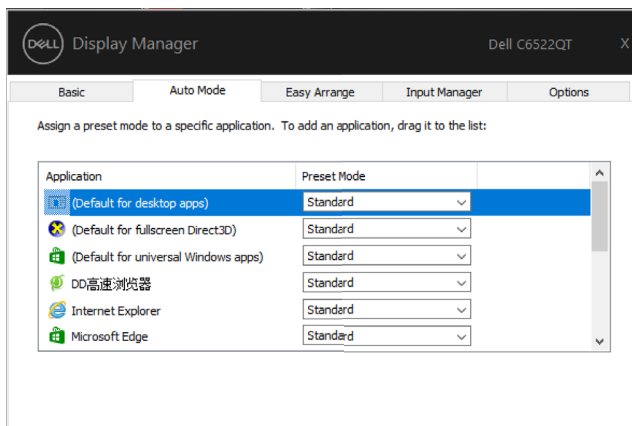 DELL Display Manager Dell C6522QT X
Basic Auto Mode Easy Arrange Input Manager Options
Assign a preset mode to a specific application. To add an application, drag it to the list:
Application Preset Mode
(Default for desktop apps) Standard
(Default for fullscreen Direct3D) Standard
(Default for universal Windows apps) Standard
DD高速浏览器 Standard
Internet Explorer Standard
Microsoft Edge Standard